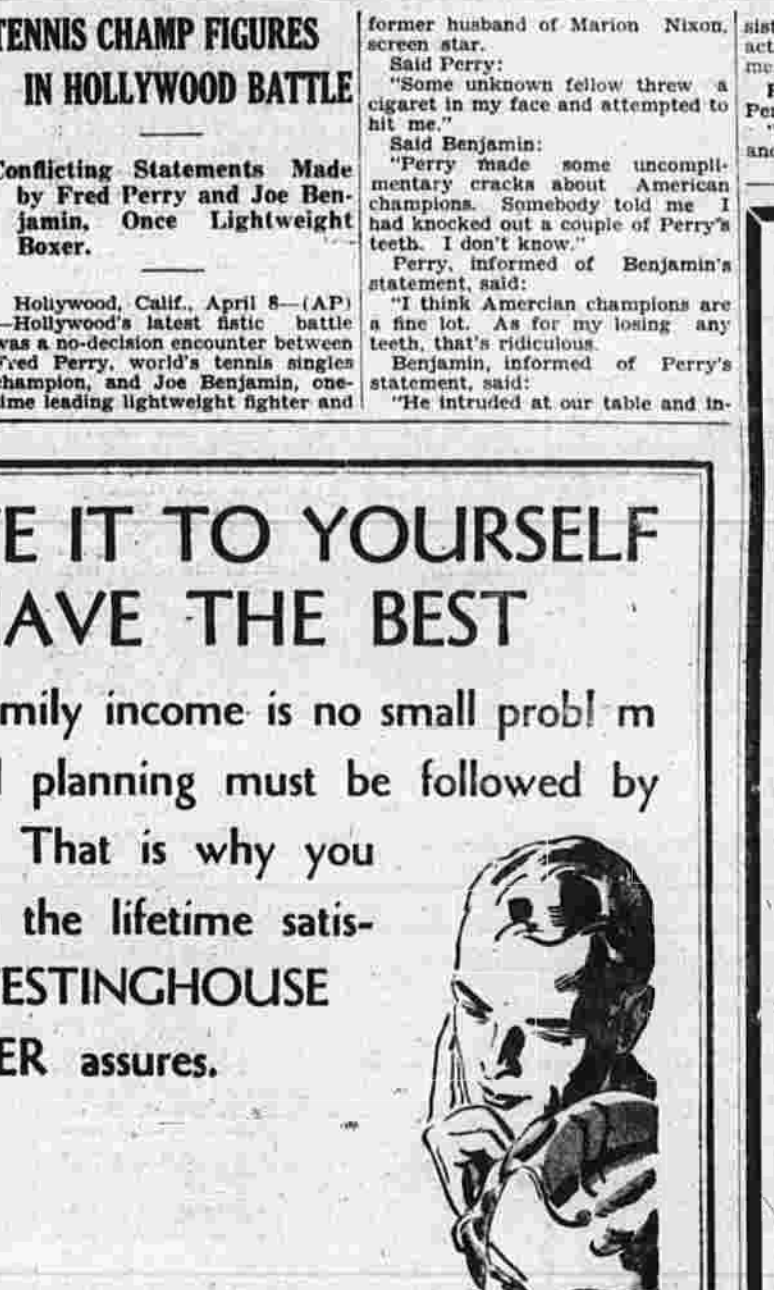 TENNIS CHAMP FIGURES
IN HOLLYWOOD BATTLE
Conflicting Statements Made
by Fred Perry and Joe Ben-
jamin, Once Lightweight
Boxer.
Hollywood, Calif., April 8—(AP)
—Hollywood's latest fistic battle
was a no-decision encounter between
Fred Perry, world's tennis singles
champion, and Joe Benjamin, one-
time leading lightweight fighter and
former husband of Marion Nixon,
screen star.
Said Perry:
"Some unknown fellow threw a
cigaret in my face and attempted to
hit me."
Said Benjamin:
"Perry made some uncompli-
mentary cracks about American
champions. Somebody told me I
had knocked out a couple of Perry's
teeth. I don't know."
Perry, informed of Benjamin's
statement, said:
"I think Amercian champions are
a fine lot. As for my losing any
teeth, that's ridiculous.
Benjamin, informed of Perry's
statement, said:
"He intruded at our table and in-
sist
act
me
Per
"
and
E IT TO YOURSELF
AVE THE BEST
mily income is no small probl m
planning must be followed by
That is why you
the lifetime satis-
ESTINGHOUSE
ER assures.